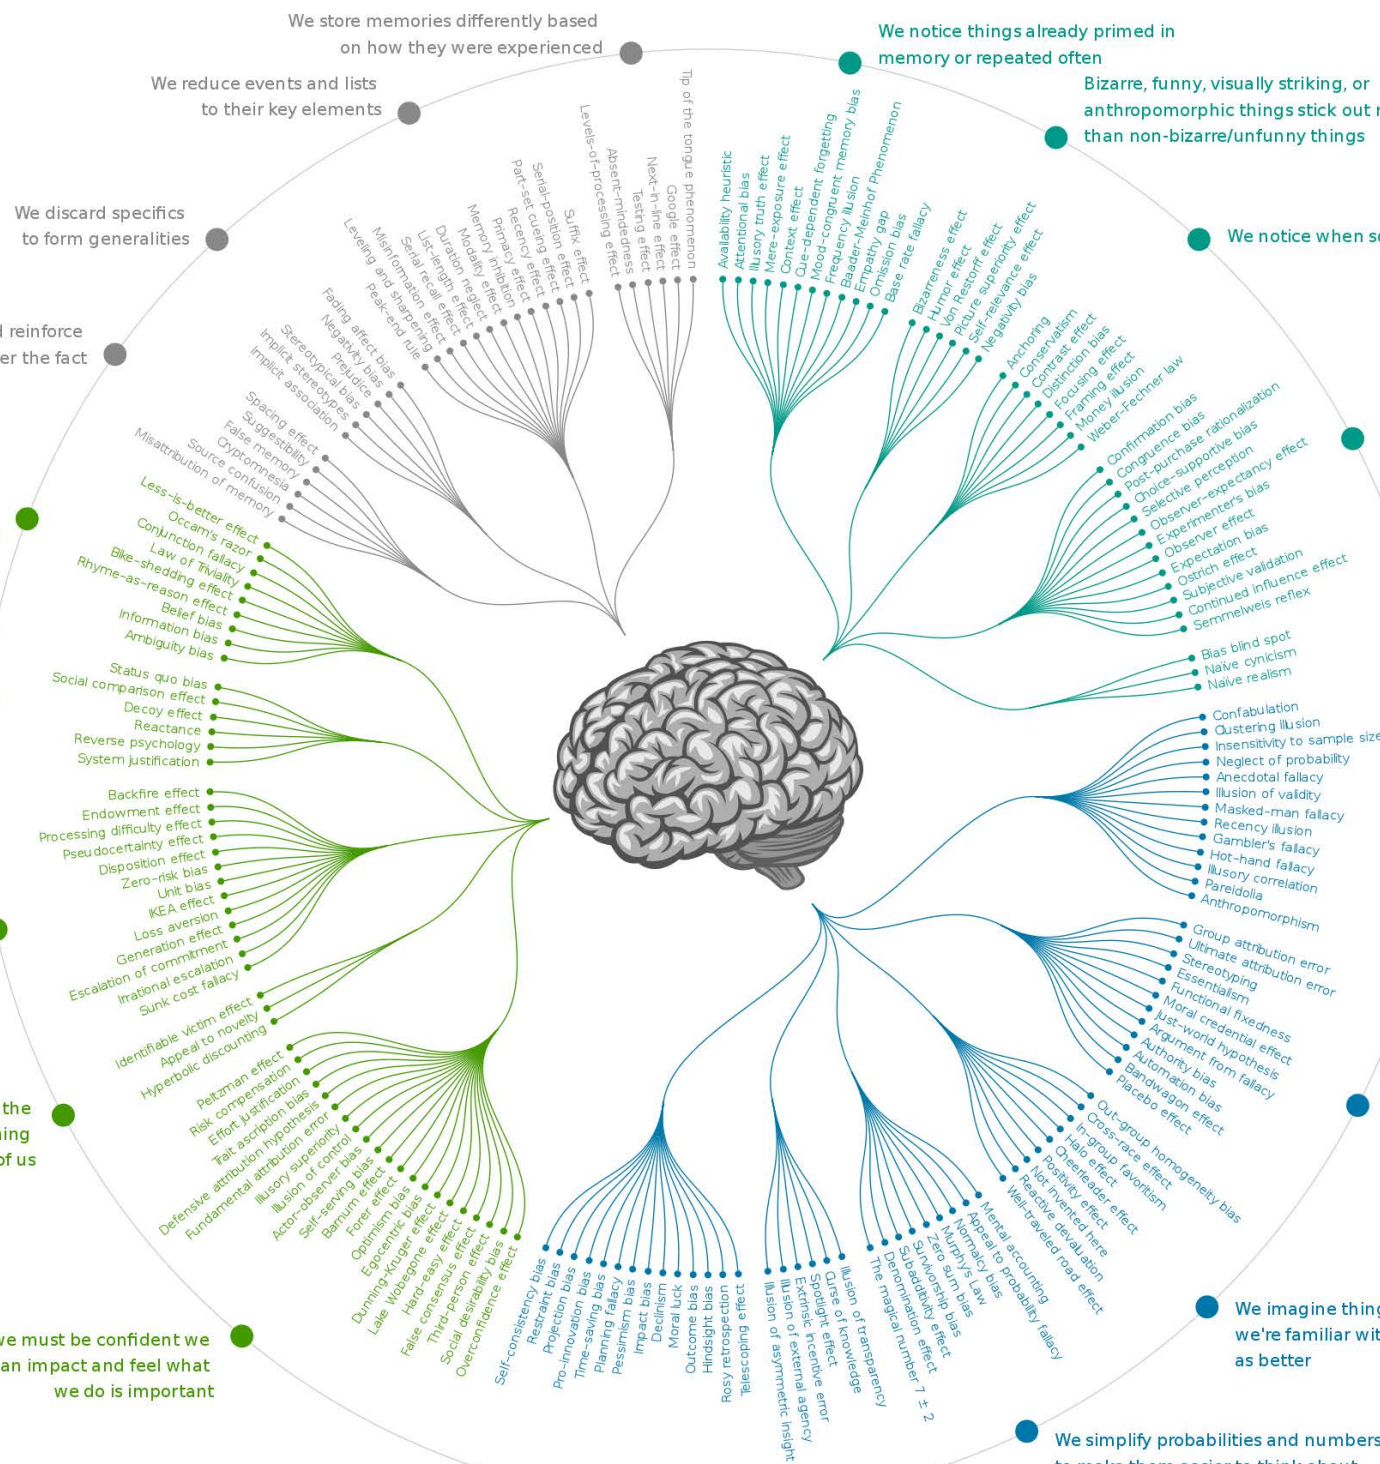 We store memories differently based
on how they were experienced
We reduce events and lists
to their key elements
We discard specifics
to form generalities
d reinforce
er the fact
We notice things already primed in
memory or repeated often
Bizarre, funny, visually striking, or
anthropomorphic things stick out
than non-bizarre/unfunny things
We notice when
Tip of the tongue phenomenon
Google effect
Next-in-line effect
Testing effect
Absent-mindedness
Levels-of-processing effect
Suffix effect
Serial-position effect
Part-set cueing effect
Recency effect
Primacy effect
Memory inhibition
Modality effect
Duration neglect
List-length effect
Serial recall effect
Misinformation effect
Leveling and sharpening
Peak-end rule
Fading affect bias
Negativity bias
Prejudice
Stereotypical bias
Implicit stereotypes
Implicit association
Spacing effect
Suggestibility
False memory
Cryptomnesia
Source confusion
Misattribution of memory
Availability heuristic
Attentional bias
Illusory truth effect
Mere-exposure effect
Context effect
Cue-dependent forgetting
Mood-congruent memory bias
Frequency illusion
Baader-Meinhof Phenomenon
Empathy gap
Omission bias
Base rate fallacy
Bizarreness effect
Humor effect
Von Restorff effect
Picture superiority effect
Self-relevance effect
Negativity bias
Anchoring
Conservatism
Contrast effect
Distinction bias
Focusing effect
Framing effect
Money illusion
Weber-Fechner law
Confirmation bias
Congruence bias
Post-purchase rationalization
Choice-supportive bias
Selective perception
Observer-expectancy effect
Experimenter's bias
Observer effect
Expectation bias
Ostrich effect
Subjective validation
Continued influence effect
Semmelweis reflex
Bias blind spot
Naïve cynicism
Naïve realism
Confabulation
Clustering illusion
Insensitivity to sample size
Neglect of probability
Anecdotal fallacy
Illusion of validity
Masked-man fallacy
Recency illusion
Gambler's fallacy
Hot-hand fallacy
Illusory correlation
Pareidolia
Anthropomorphism
Group attribution error
Ultimate attribution error
Stereotyping
Essentialism
Functional fixedness
Moral credential effect
Just-world hypothesis
Argument from fallacy
Authority bias
Automation bias
Bandwagon effect
Placebo effect
Out-group homogeneity bias
Cross-race effect
In-group favoritism
Halo effect
Cheerleader effect
Positivity effect
Not invented here
Reactive devaluation
Well-traveled road effect
Mental accounting
Appeal to probability fallacy
Normalcy bias
Murphy's Law
Zero sum bias
Survivorship bias
Subadditivity effect
Denomination effect
The magical number 7 ± 2
Illusion of transparency
Curse of knowledge
Spotlight effect
Extrinsic incentive error
Illusion of external agency
Illusion of asymmetric insight
Telescoping effect
Rosy retrospection
Hindsight bias
Outcome bias
Moral luck
Declinism
Impact bias
Pessimism bias
Planning fallacy
Time-saving bias
Pro-innovation bias
Projection bias
Restraint bias
Self-consistency bias
Less-is-better effect
Occam's razor
Conjunction fallacy
Law of Triviality
Bike-shedding effect
Rhyme-as-reason effect
Belief bias
Information bias
Ambiguity bias
Status quo bias
Social comparison effect
Decoy effect
Reactance
Reverse psychology
System justification
Backfire effect
Endowment effect
Processing difficulty effect
Pseudocertainty effect
Disposition effect
Zero-risk bias
Unit bias
IKEA effect
Loss aversion
Generation effect
Escalation of commitment
Irrational escalation
Sunk cost fallacy
Identifiable victim effect
Appeal to novelty
Hyperbolic discounting
Peltzman effect
Risk compensation
Effort justification
Trait ascription bias
Defensive attribution hypothesis
Fundamental attribution error
Illusory superiority
Illusion of control
Actor-observer bias
Self-serving bias
Barnum effect
Forer effect
Optimism bias
Egocentric bias
Dunning-Kruger effect
Lake Wobegone effect
Hard-easy effect
False consensus effect
Third-person effect
Social desirability bias
Overconfidence effect
the
ing
of us
we must be confident we
an impact and feel what
we do is important
We imagine
we're familiar
as better
We simplify probabilities and numbers
to make them easier to think about